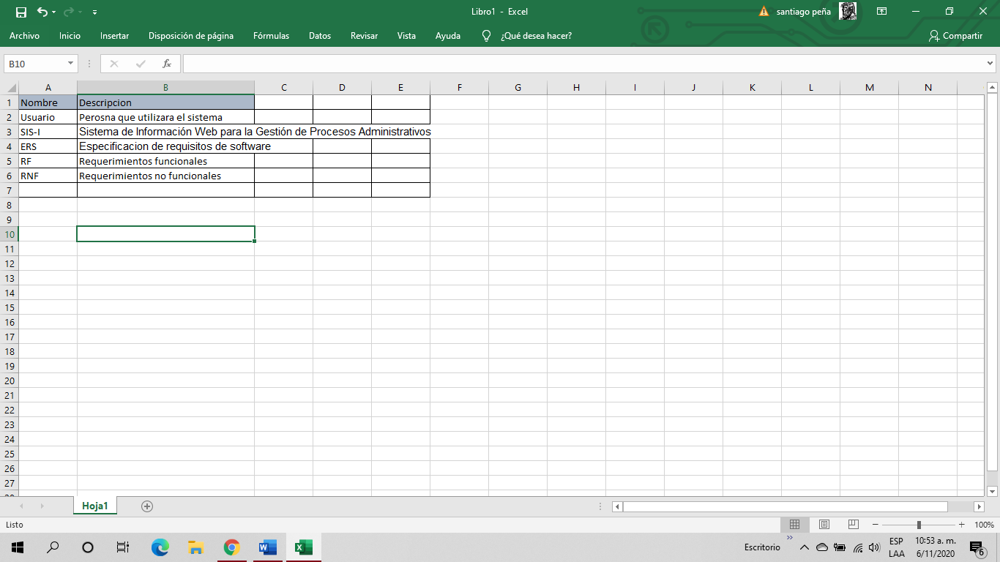 Libro1 - Excel
santiago peña
Archivo Inicio Insertar Disposición de página Fórmulas Datos Revisar Vista Ayuda ¿Qué desea hacer? Compartir
B10 fx
A B C D E F G H I J K L M N
1 Nombre Descripcion
2 Usuario Perosna que utilizara el sistema
3 SIS-I Sistema de Información Web para la Gestión de Procesos Administrativos
4 ERS Especificacion de requisitos de software
5 RF Requerimientos funcionales
6 RNF Requerimientos no funcionales
7
8
9
10
11
12
13
14
15
16
17
18
19
20
21
22
23
24
25
26
27
Hoja1
Listo 100%
Escritorio ESP 10:53 a. m.
LAA 6/11/2020 6